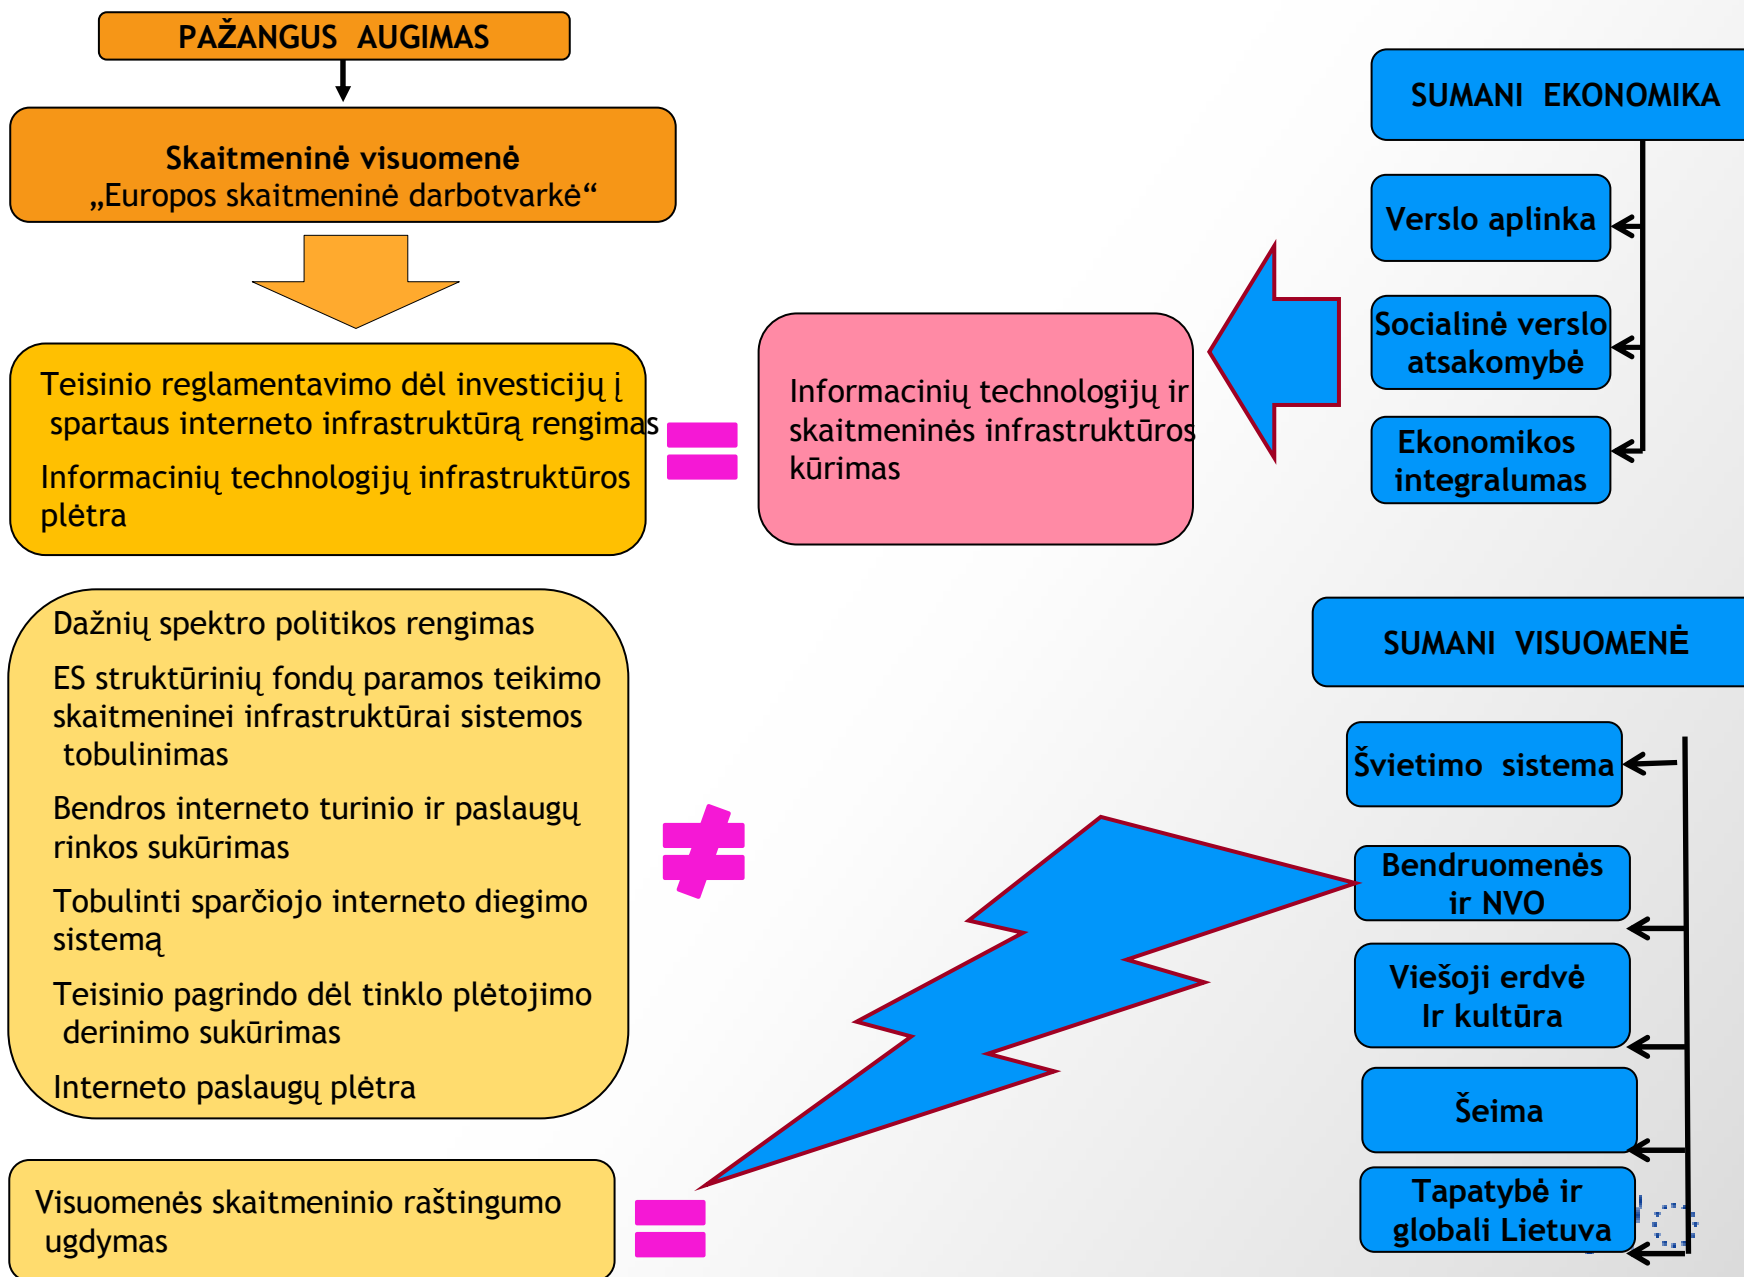 PAŽANGUS AUGIMAS
Skaitmeninė visuomenė
„Europos skaitmeninė darbotvarkė“
Teisinio reglamentavimo dėl investicijų į
spartaus interneto infrastruktūrą rengimas
Informacinių technologijų infrastruktūros
plėtra
Informacinių technologijų ir
skaitmeninės infrastruktūros
kūrimas
SUMANI EKONOMIKA
Verslo aplinka
Socialinė verslo
atsakomybė
Ekonomikos
integralumas
Dažnių spektro politikos rengimas
ES struktūrinių fondų paramos teikimo
skaitmeninei infrastruktūrai sistemos
tobulinimas
Bendros interneto turinio ir paslaugų
rinkos sukūrimas
Tobulinti sparčiojo interneto diegimo
sistemą
Teisinio pagrindo dėl tinklo plėtojimo
derinimo sukūrimas
Interneto paslaugų plėtra
Visuomenės skaitmeninio raštingumo
ugdymas
SUMANI VISUOMENĖ
Švietimo sistema
Bendruomenės
ir NVO
Viešoji erdvė
Ir kultūra
Šeima
Tapatybė ir
globali Lietuva